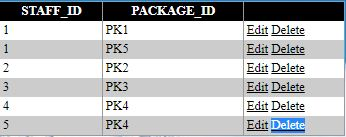 STAFF_ID PACKAGE_ID
1 PK1 Edit Delete
1 PK5 Edit Delete
2 PK2 Edit Delete
3 PK3 Edit Delete
4 PK4 Edit Delete
5 PK4 Edit Delete